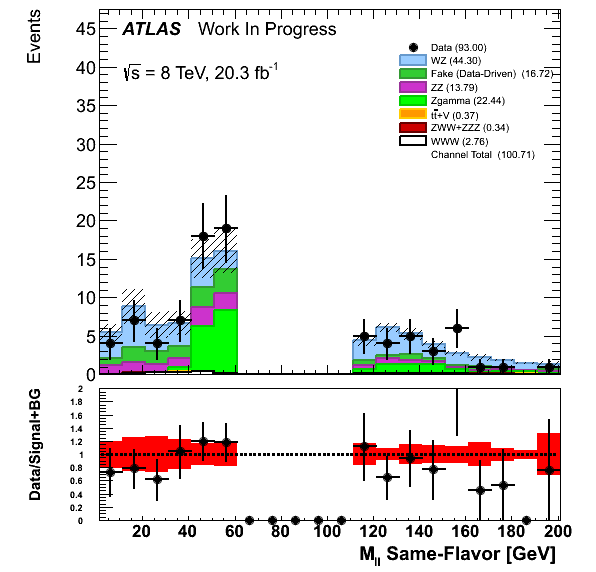 Events
ATLAS Work In Progress
√s = 8 TeV, 20.3 fb⁻¹
Data (93.00)
WZ (44.30)
Fake (Data-Driven) (16.72)
ZZ (13.79)
Zgamma (22.44)
tt̄+V (0.37)
ZWW+ZZZ (0.34)
WWW (2.76)
Channel Total (100.71)
45
40
35
30
25
20
15
10
5
0
Data/Signal+BG
2
1.8
1.6
1.4
1.2
1
0.8
0.6
0.4
0.2
0
20 40 60 80 100 120 140 160 180 200
M_ll Same-Flavor [GeV]